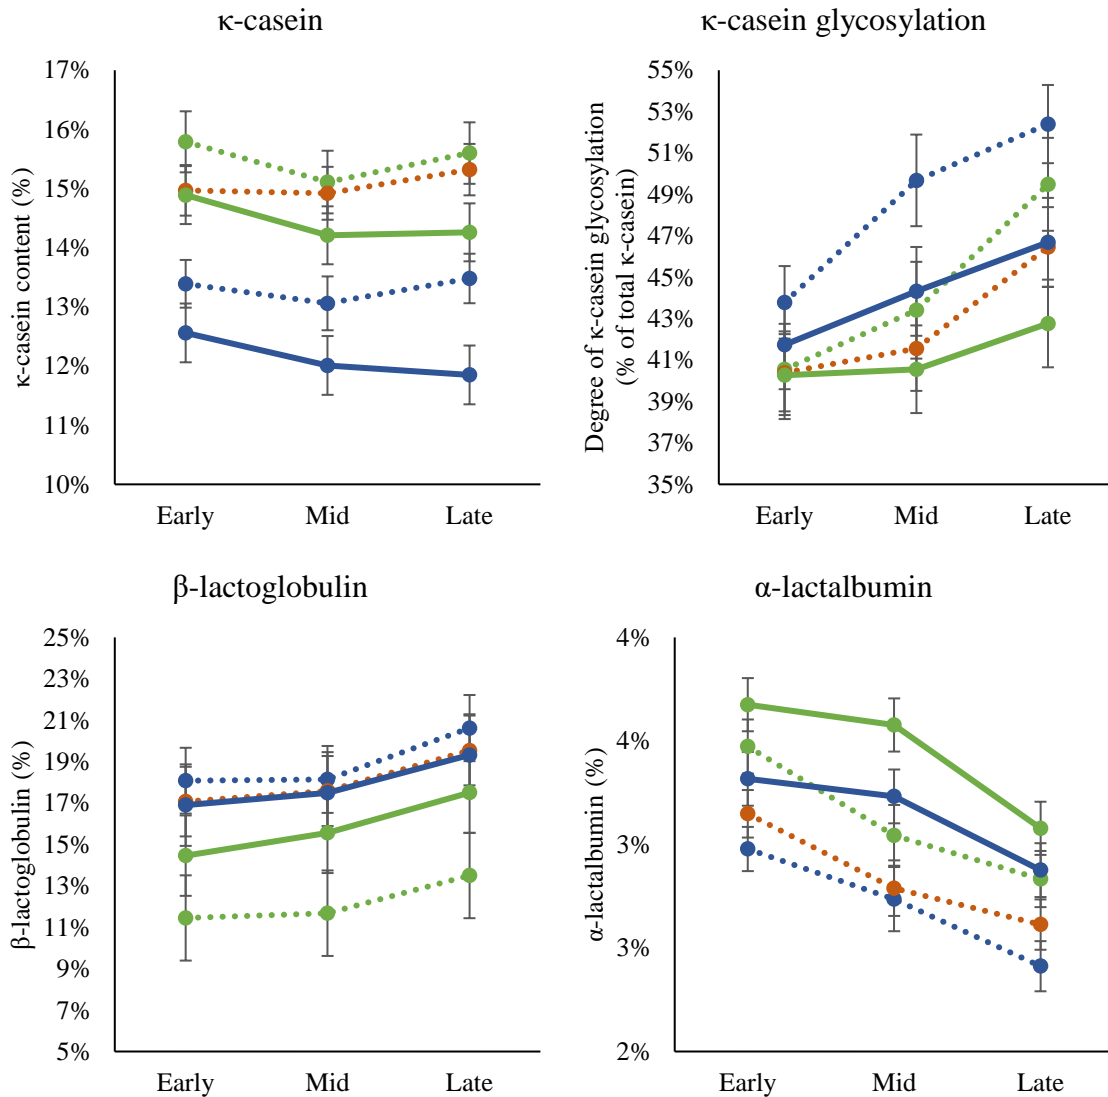 κ-casein
κ-casein content (%)
17%
16%
15%
14%
13%
12%
11%
10%
Early Mid Late
κ-casein glycosylation
Degree of κ-casein glycosylation
(% of total κ-casein)
55%
53%
51%
49%
47%
45%
43%
41%
39%
37%
35%
Early Mid Late
β-lactoglobulin
β-lactoglobulin (%)
25%
23%
21%
19%
17%
15%
13%
11%
9%
7%
5%
Early Mid Late
α-lactalbumin
α-lactalbumin (%)
4%
4%
3%
3%
2%
Early Mid Late